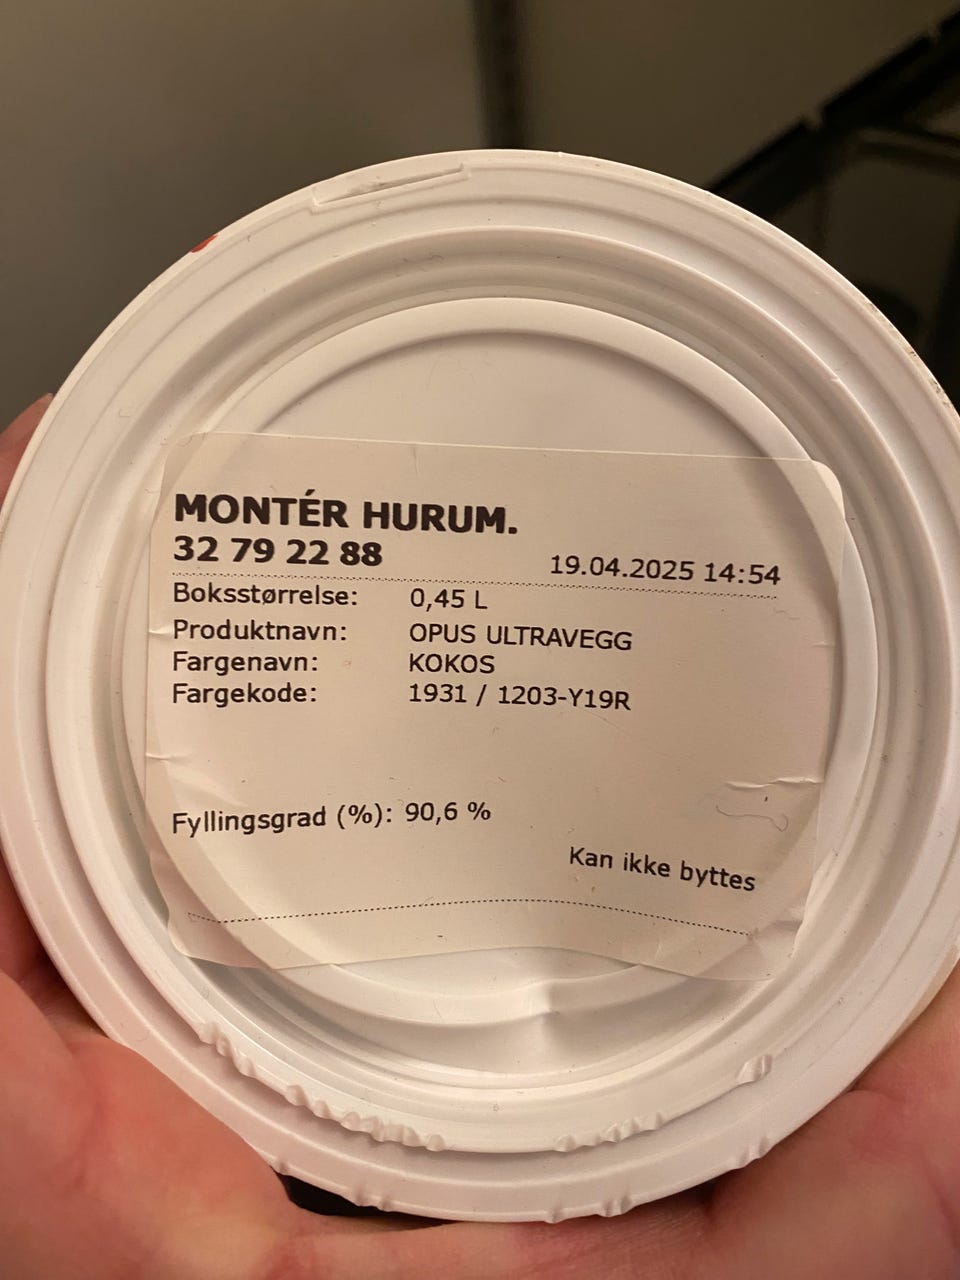 MONTÉR HURUM.
32 79 22 88 19.04.2025 14:54
Boksstørrelse: 0,45 L
Produktnavn: OPUS ULTRAVEGG
Fargenavn: KOKOS
Fargekode: 1931 / 1203-Y19R
Fyllingsgrad (%): 90,6 %
Kan ikke byttes